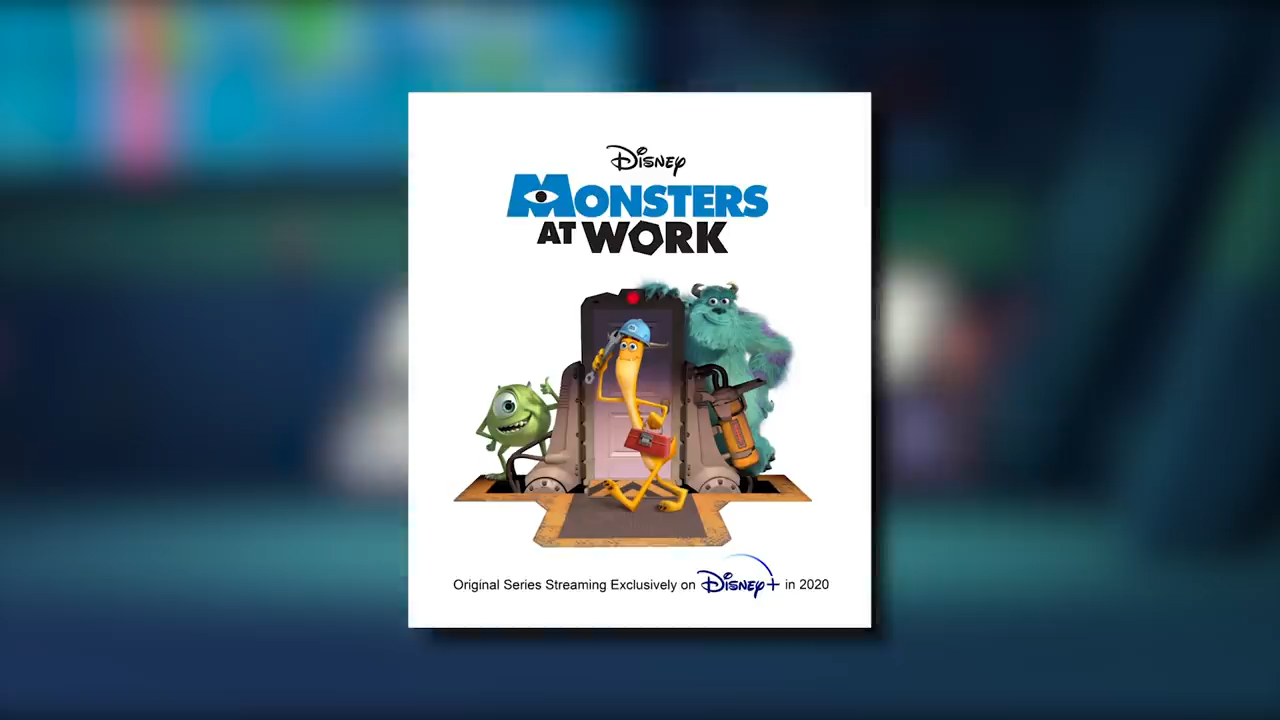 Disney
MONSTERS
AT WORK
Original Series Streaming Exclusively on Disney+ in 2020